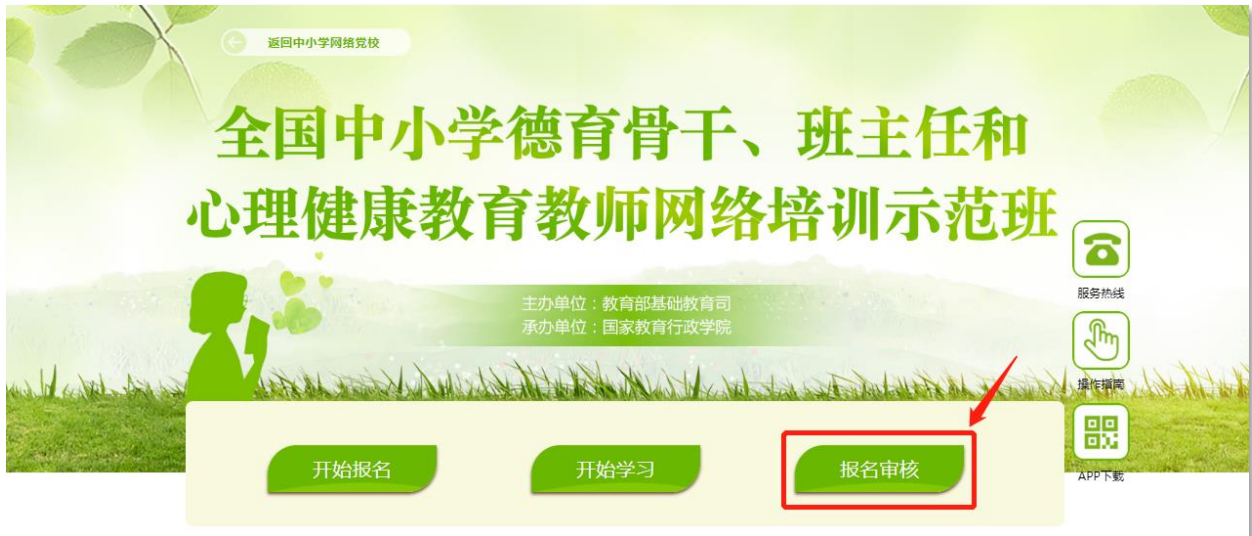 返回中小学网络党校
全国中小学德育骨干、班主任和
心理健康教育教师网络培训示范班
主办单位：教育部基础教育司
承办单位：国家教育行政学院
服务热线
操作指南
APP下载
开始报名
开始学习
报名审核